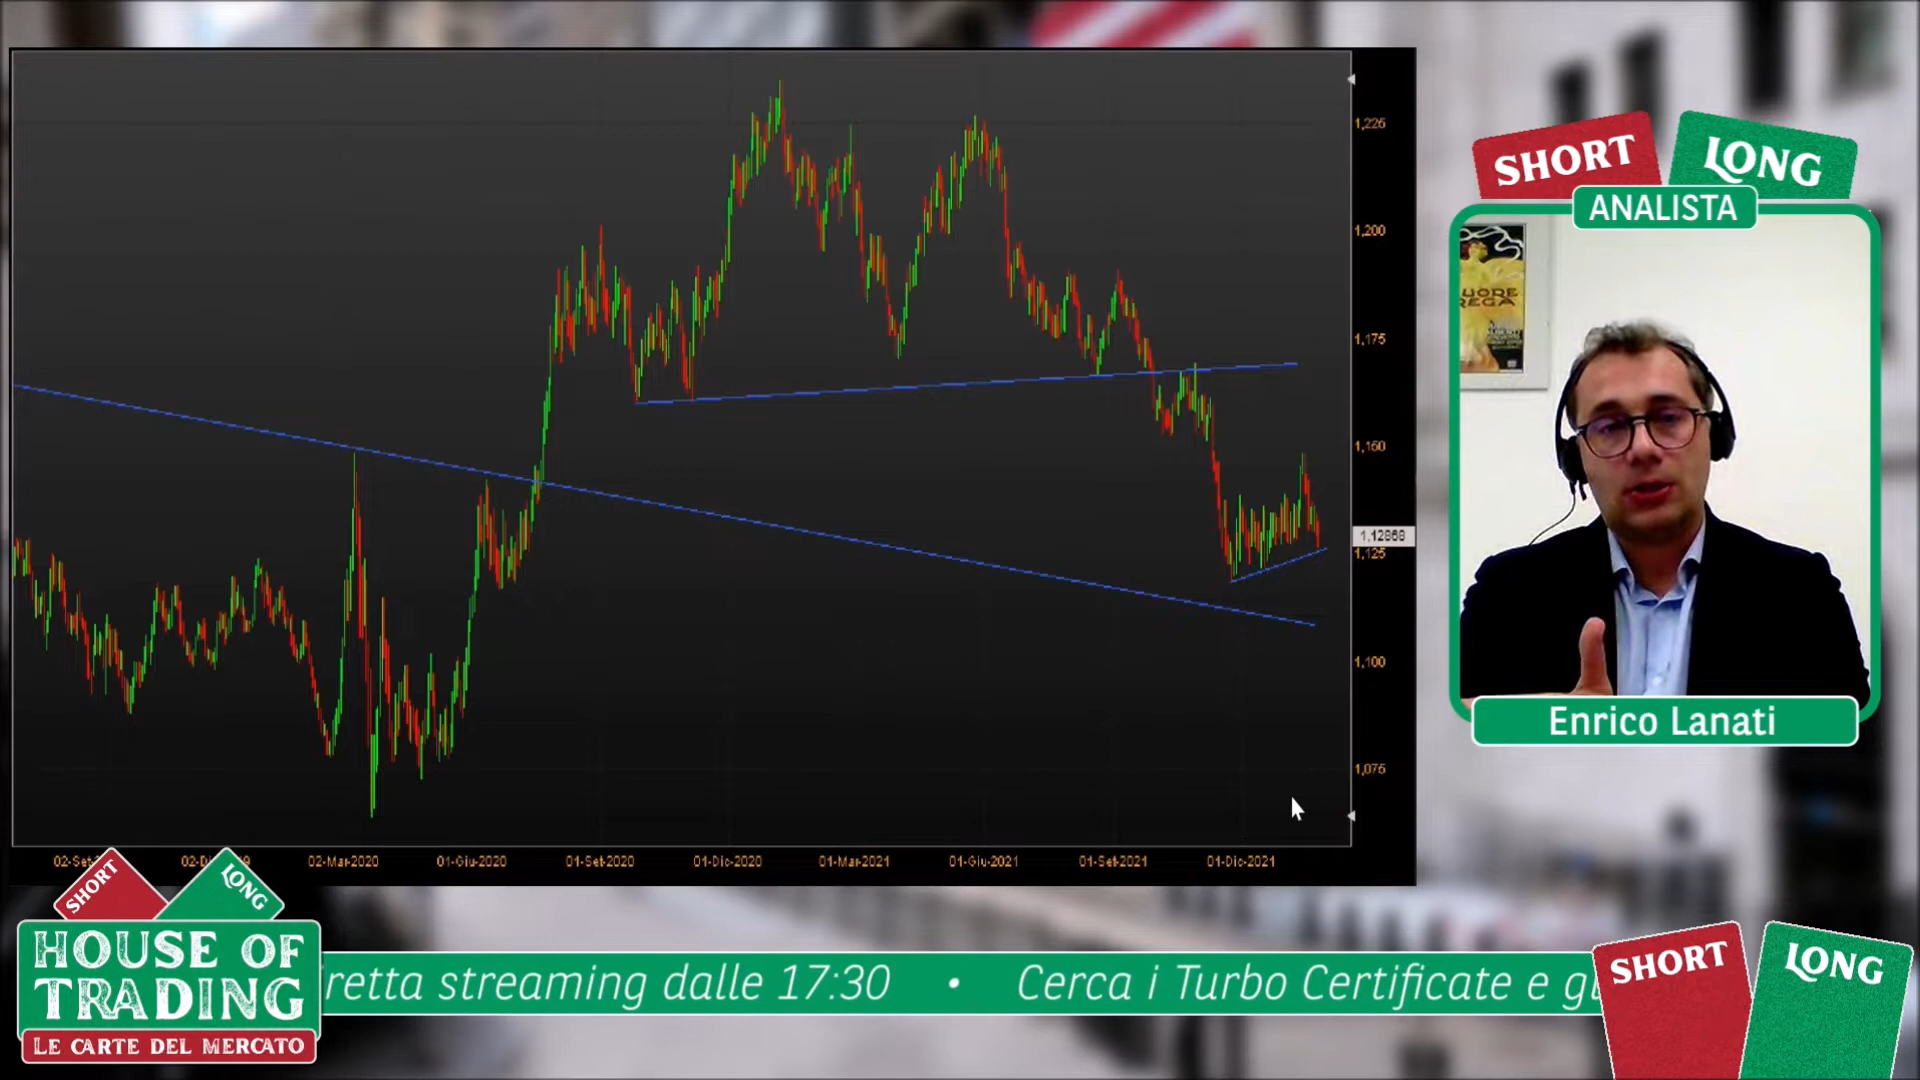 1,225
1,200
1,175
1,150
1,12868
1,125
1,100
1,075
02-Mar-2020
01-Giu-2020
01-Set-2020
01-Dic-2020
01-Mar-2021
01-Giu-2021
01-Set-2021
01-Dic-2021
SHORT
LONG
ANALISTA
Enrico Lanati
SHORT
LONG
HOUSE OF
TRADING
LE CARTE DEL MERCATO
retta streaming dalle 17:30 • Cerca i Turbo Certificate e gl
SHORT
LONG